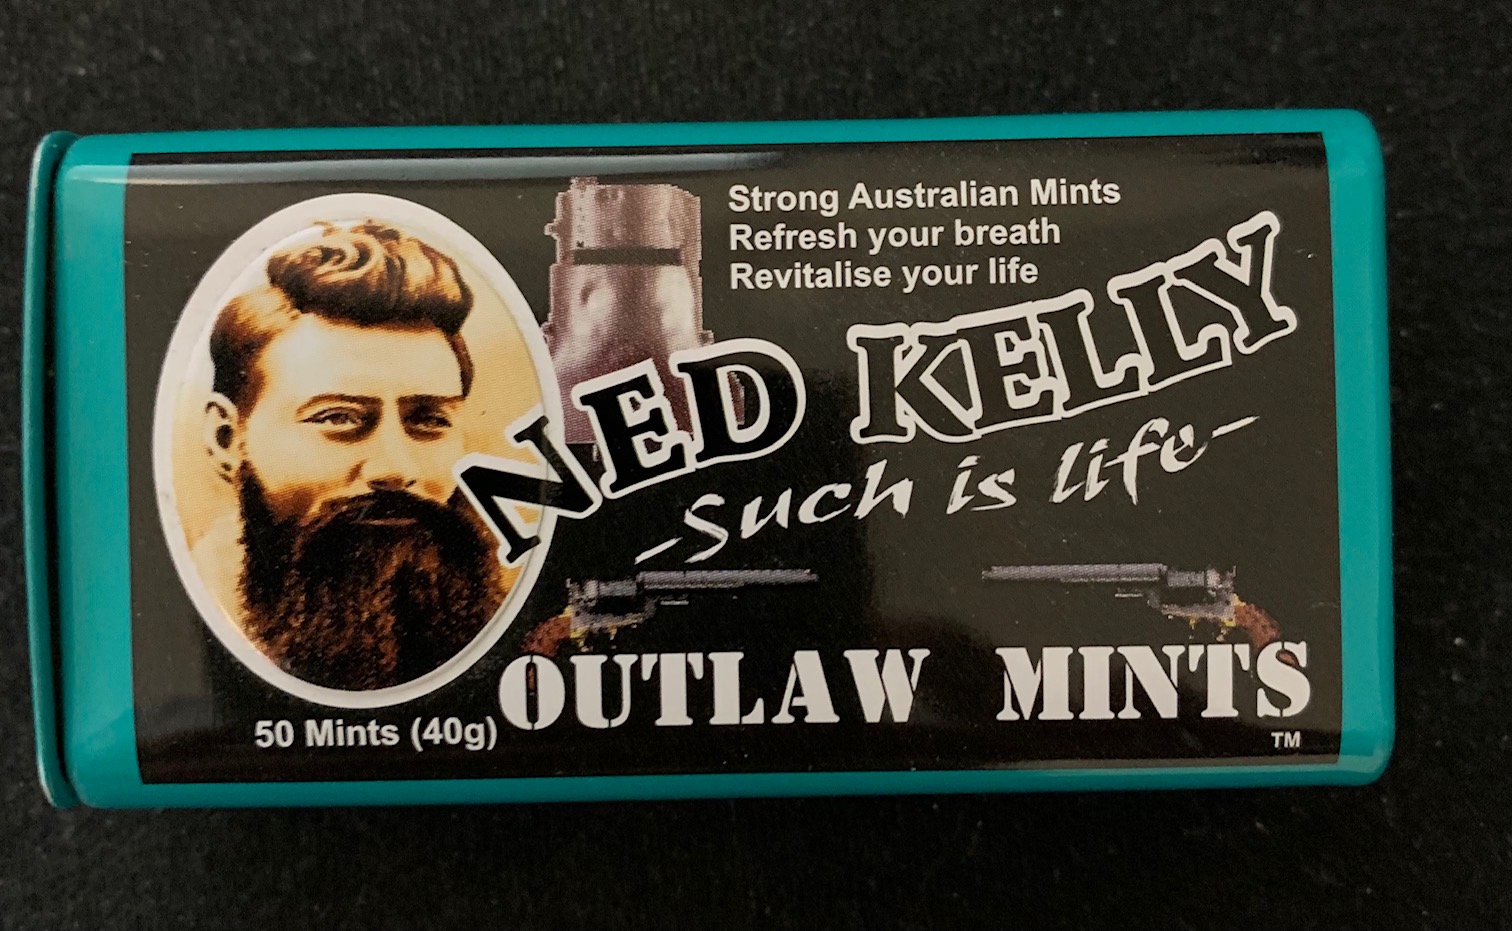 Strong Australian Mints
Refresh your breath
Revitalise your life
NED KELLY
-Such is life-
OUTLAW MINTS
TM
50 Mints (40g)